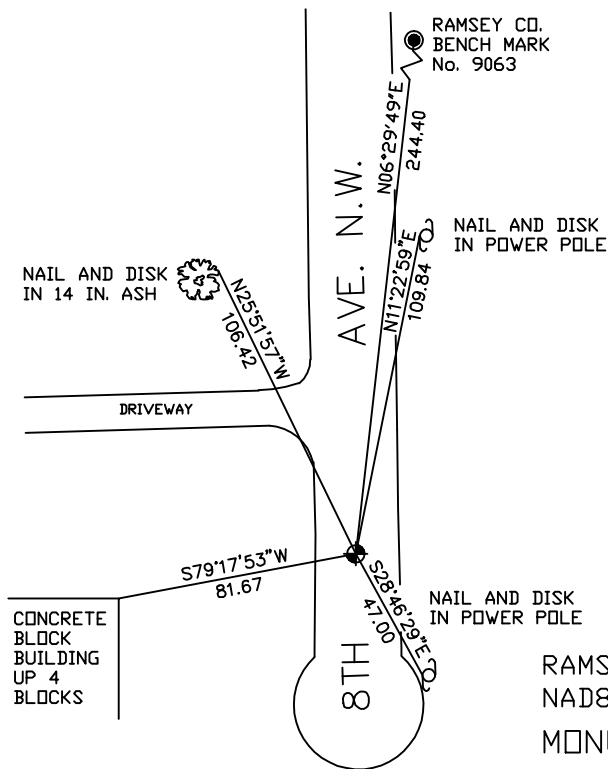 RAMSEY CO.
BENCH MARK
No. 9063
N06°29'49"E
244.40
AVE. N.W.
NAIL AND DISK
IN POWER POLE
N11°22'59"E
109.84
NAIL AND DISK
IN 14 IN. ASH
N25°51'57"W
106.42
DRIVEWAY
S79°17'53"W
81.67
S28°46'29"E
47.00
NAIL AND DISK
IN POWER POLE
CONCRETE
BLOCK
BUILDING
UP 4
BLOCKS
8TH
RAMS
NAD8